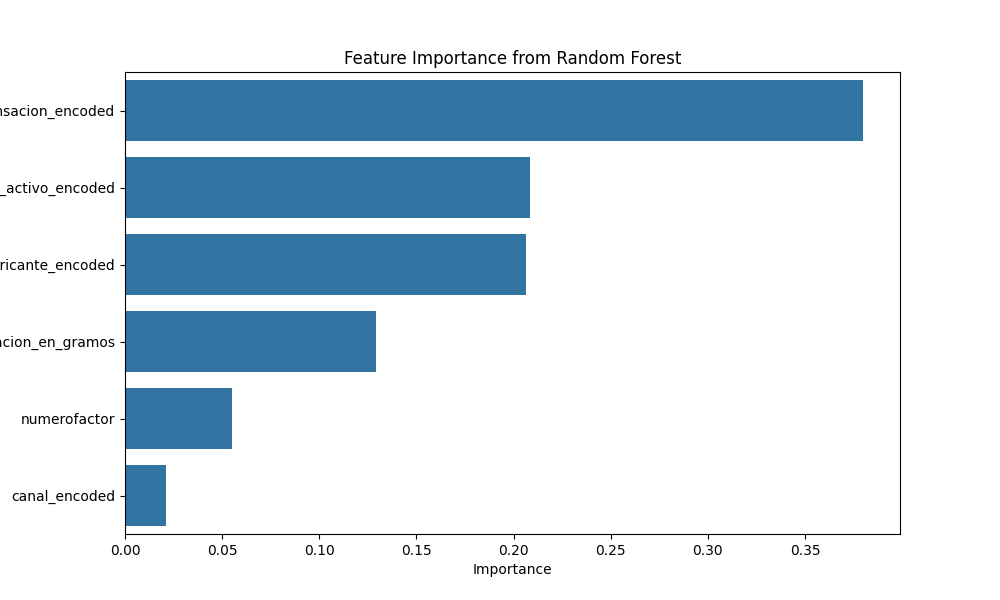 Feature Importance from Random Forest
nsacion_encoded
_activo_encoded
ricante_encoded
acion_en_gramos
numerofactor
canal_encoded
0.00 0.05 0.10 0.15 0.20 0.25 0.30 0.35
Importance